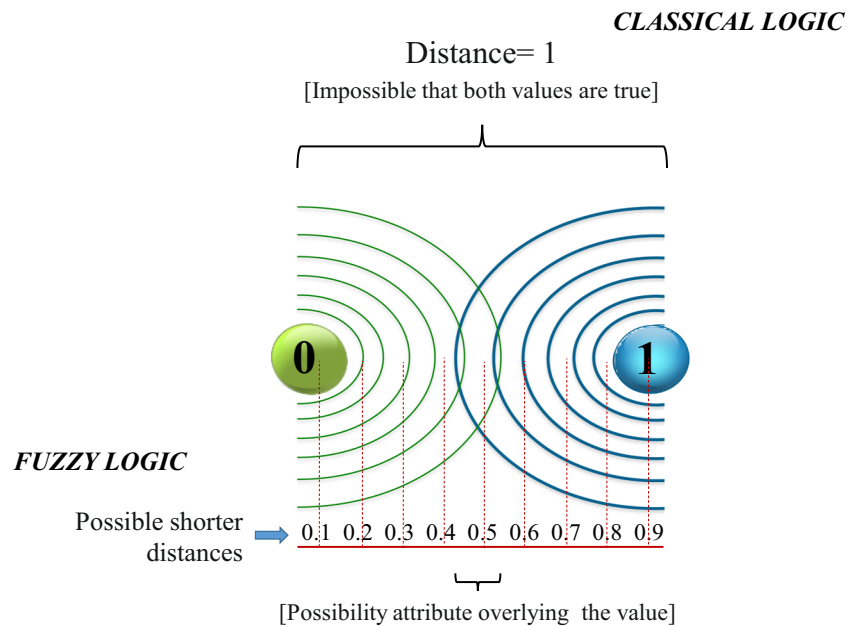 CLASSICAL LOGIC
Distance= 1
[Impossible that both values are true]
0
1
FUZZY LOGIC
Possible shorter
distances
0.1 0.2 0.3 0.4 0.5 0.6 0.7 0.8 0.9
[Possibility attribute overlying the value]